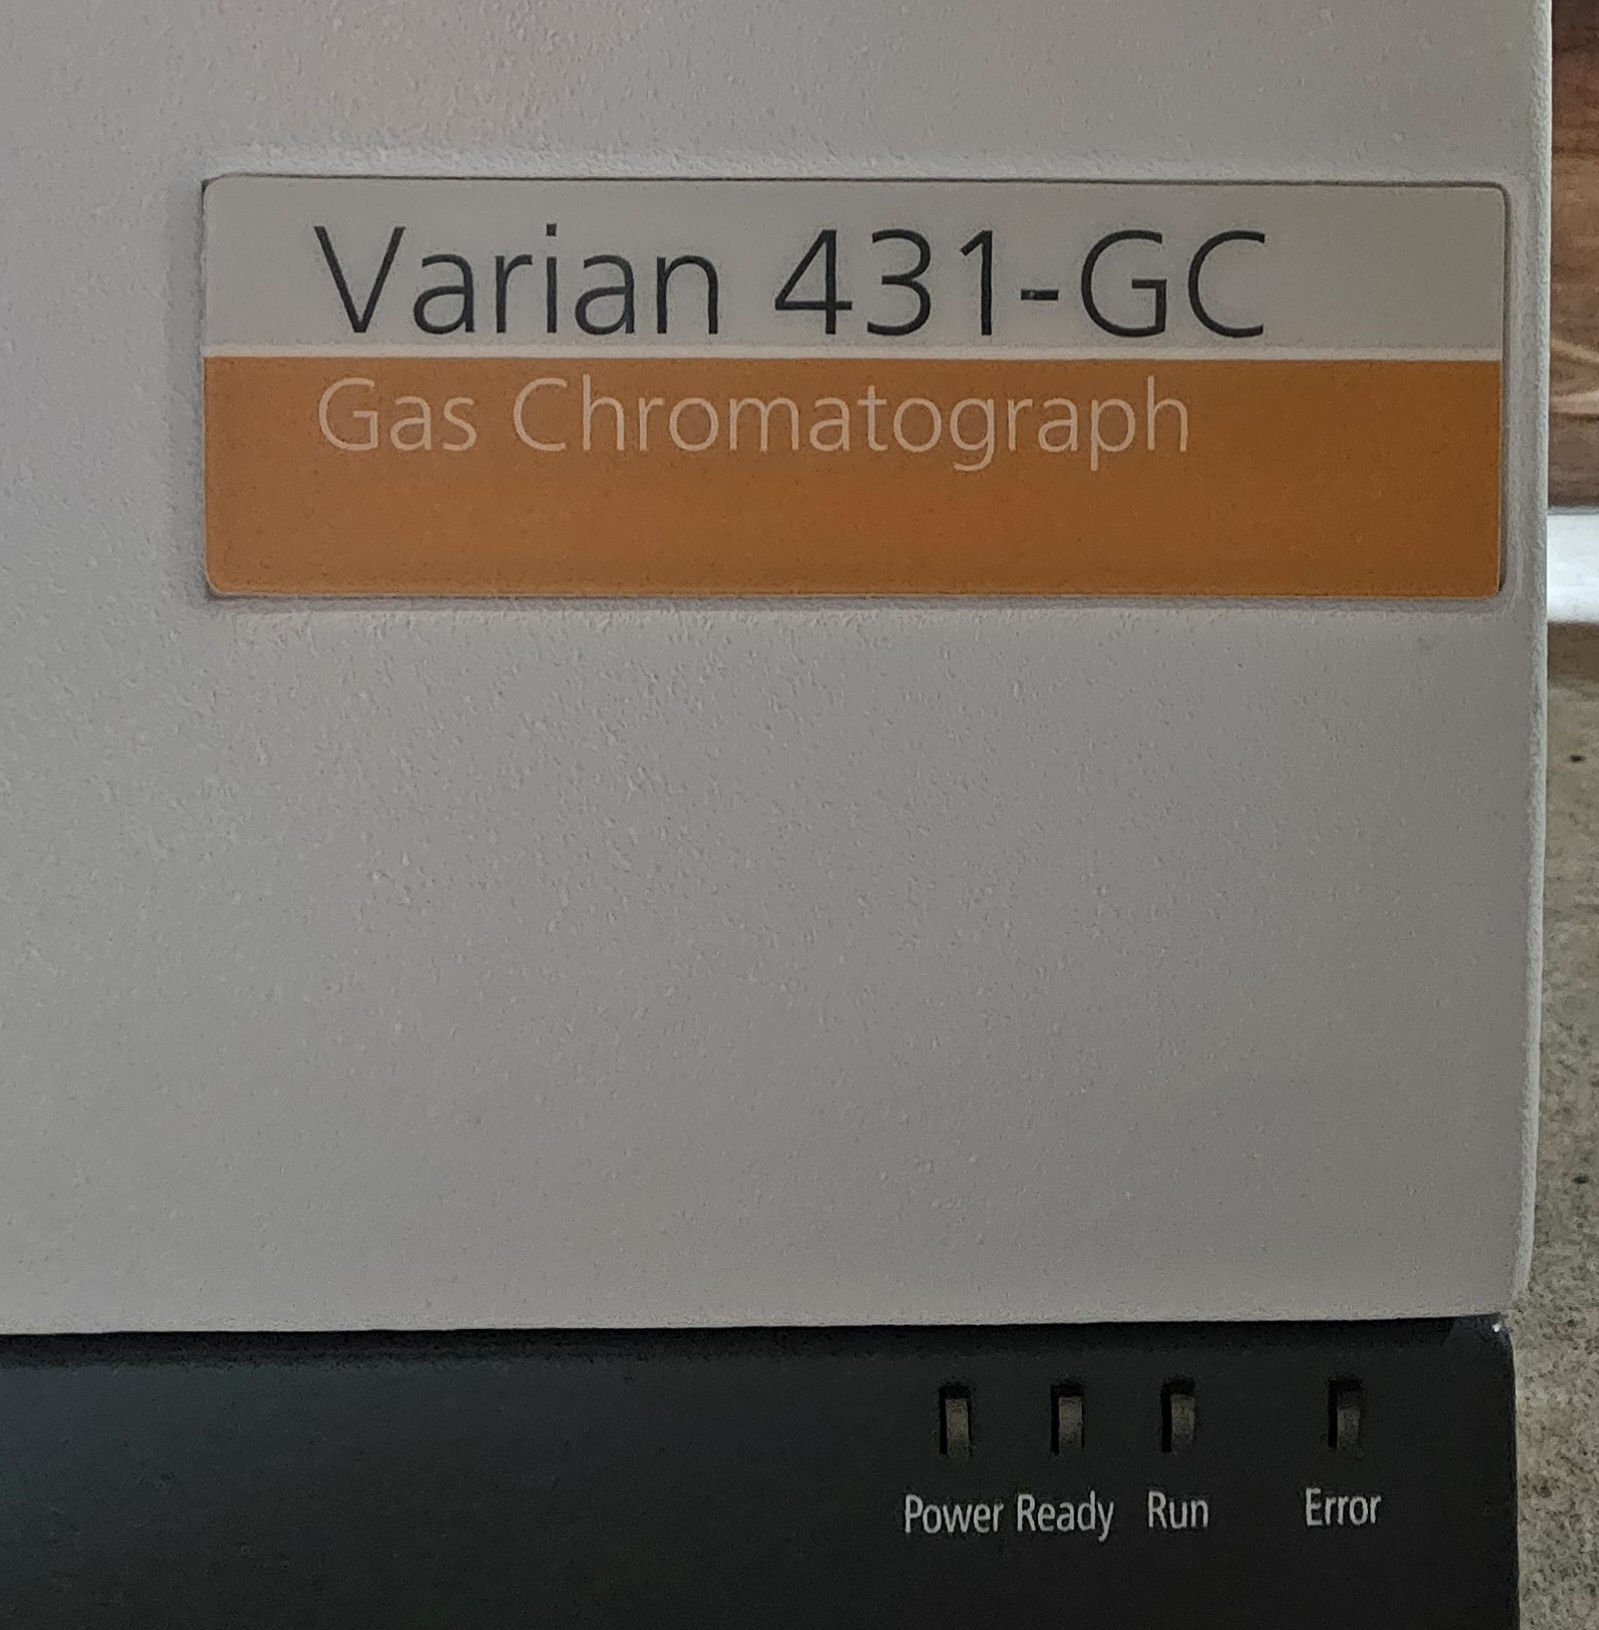 Varian 431-GC
Gas Chromatograph
Power Ready Run Error